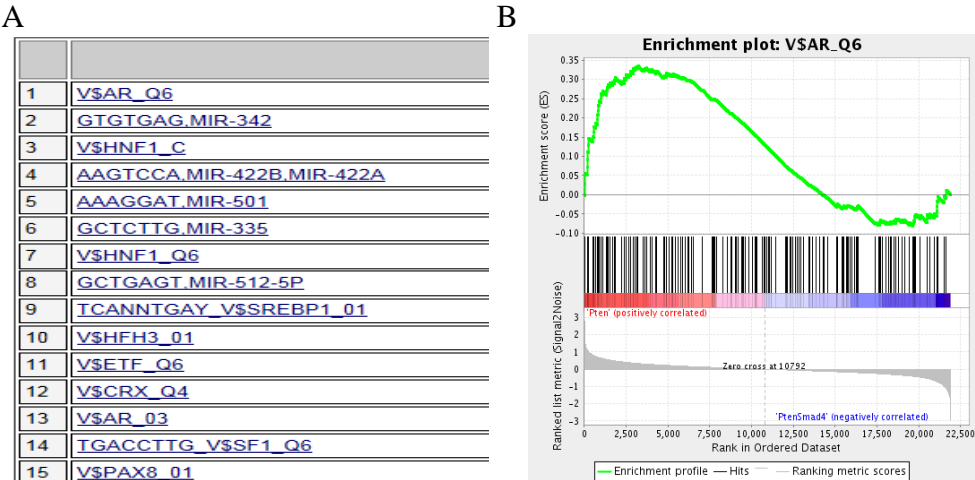 A
1 V$AR_Q6
2 GTGTGAG,MIR-342
3 V$HNF1_C
4 AAGTCCA,MIR-422B,MIR-422A
5 AAAGGAT,MIR-501
6 GCTCTTG,MIR-335
7 V$HNF1_Q6
8 GCTGAGT,MIR-512-5P
9 TCANNTGAY_V$SREBP1_01
10 V$HFH3_01
11 V$ETF_Q6
12 V$CRX_Q4
13 V$AR_03
14 TGACCTTG_V$SF1_Q6
15 V$PAX8_01
B
Enrichment plot: V$AR_Q6
Enrichment score (ES)
0.35
0.30
0.25
0.20
0.15
0.10
0.05
0.00
-0.05
-0.10
'Pten' (positively correlated)
Ranked list metric (Signal2Noise)
3
2
1
0
-1
-2
-3
Zero cross at 10792
'PtenSmad4' (negatively correlated)
0 2,500 5,000 7,500 10,000 12,500 15,000 17,500 20,000 22,500
Rank in Ordered Dataset
Enrichment profile Hits Ranking metric scores